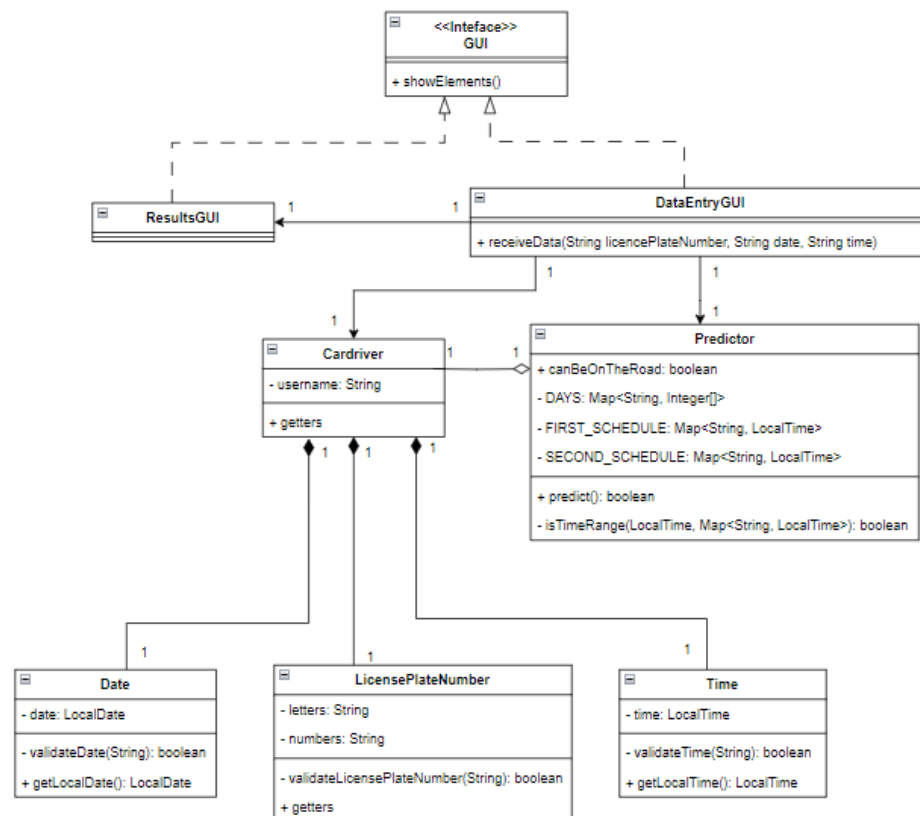 <<Inteface>>
GUI
+ showElements()
ResultsGUI
1
1
DataEntryGUI
+ receiveData(String licencePlateNumber, String date, String time)
1
1
1
1
Cardriver
- username: String
+ getters
1
1
Predictor
+ canBeOnTheRoad: boolean
- DAYS: Map<String, Integer[]>
- FIRST_SCHEDULE: Map<String, LocalTime>
- SECOND_SCHEDULE: Map<String, LocalTime>
+ predict(): boolean
- isTimeRange(LocalTime, Map<String, LocalTime>): boolean
1
1
1
1
1
1
Date
- date: LocalDate
- validateDate(String): boolean
+ getLocalDate(): LocalDate
LicensePlateNumber
- letters: String
- numbers: String
- validateLicensePlateNumber(String): boolean
+ getters
Time
- time: LocalTime
- validateTime(String): boolean
+ getLocalTime(): LocalTime